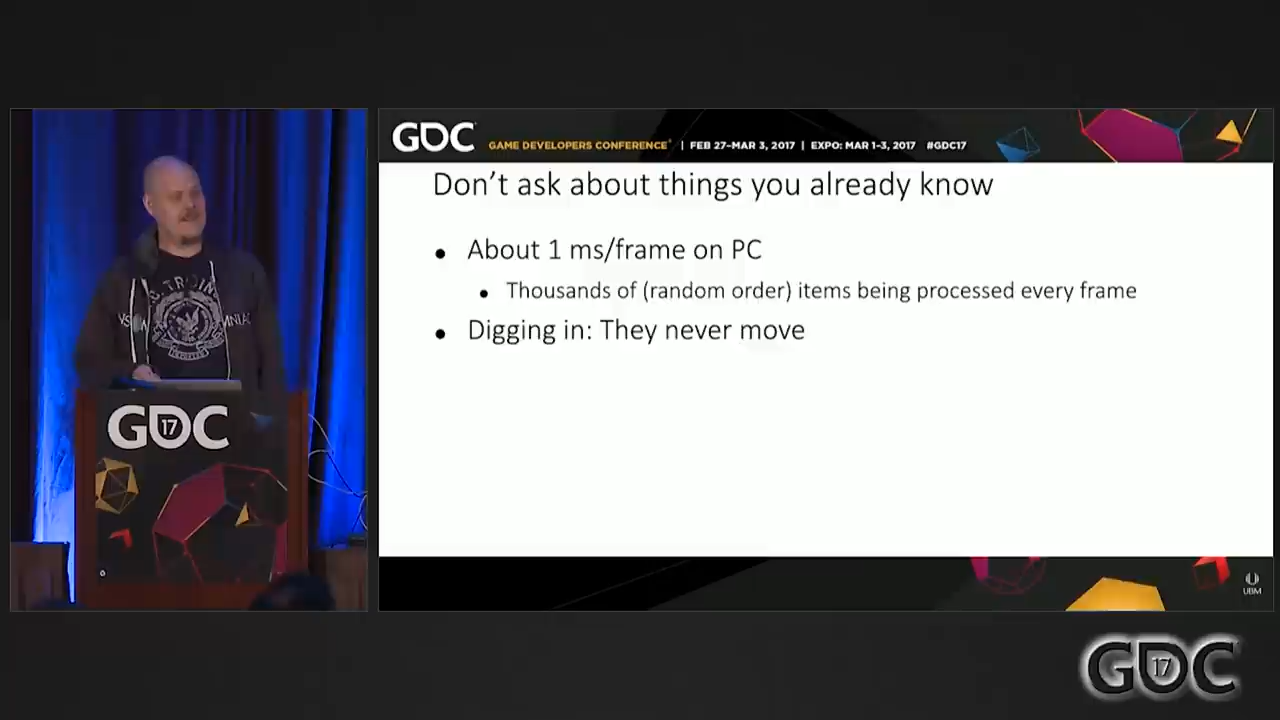 GDC
GAME DEVELOPERS CONFERENCE | FEB 27–MAR 3, 2017 | EXPO: MAR 1–3, 2017 #GDC17
Don't ask about things you already know
• About 1 ms/frame on PC
• Thousands of (random order) items being processed every frame
• Digging in: They never move
GDC
17
UBM
GDC
17